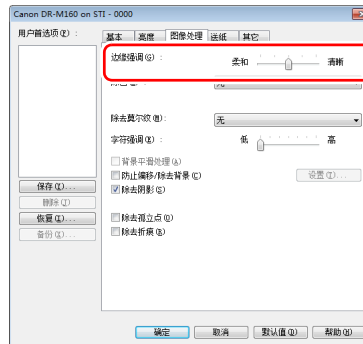 Canon DR-M160 on STI - 0000
用户首选项(P):
基本 亮度 图像处理 送纸 其它
边缘强调(G):
柔和 清晰
无
除去莫尔纹(M):
无
字符强调(E):
低 高
背景平滑处理(A)
防止偏移/除去背景(C)
设置(I)...
除去阴影(S)
除去孤立点(O)
除去折痕(R)
保存(V)...
删除(J)
恢复(L)...
备份(K)...
确定 取消 默认值(D) 帮助(H)